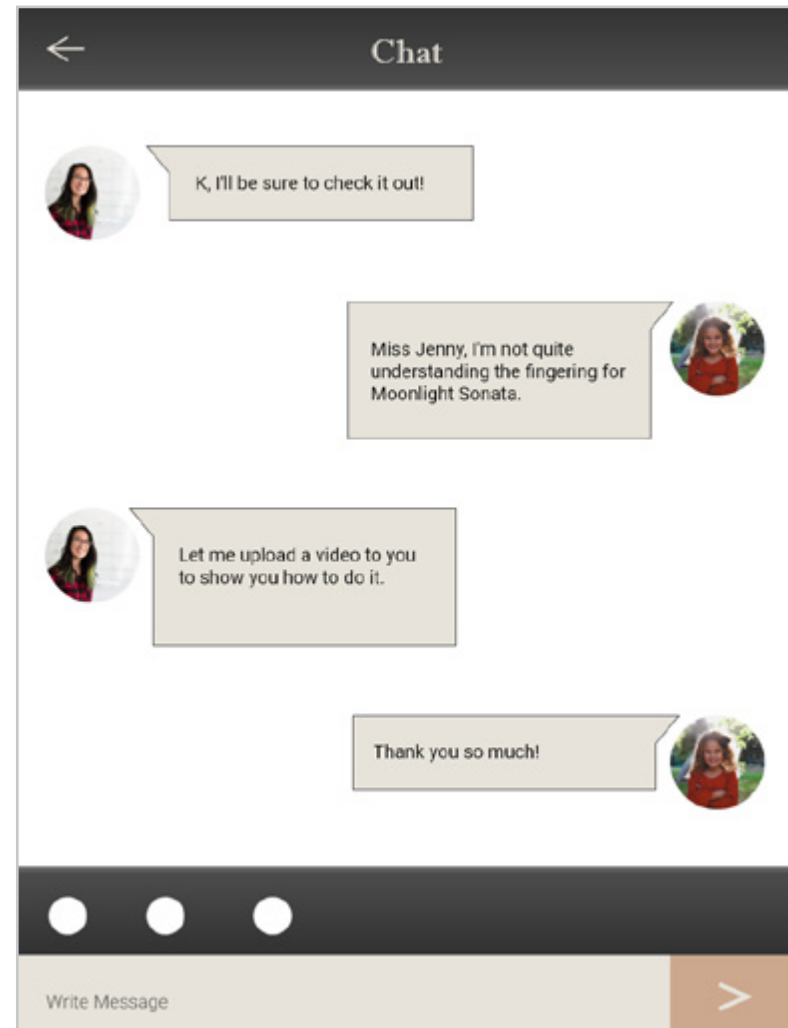 Chat
K, I'll be sure to check it out!
Miss Jenny, I'm not quite
understanding the fingering for
Moonlight Sonata.
Let me upload a video to you
to show you how to do it.
Thank you so much!
Write Message